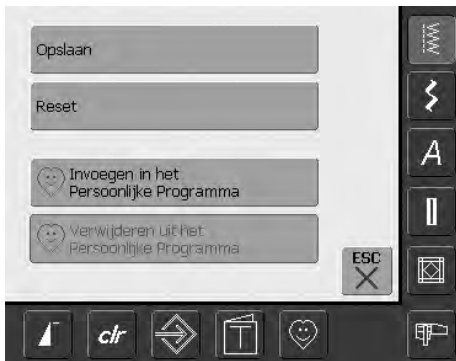 Opslaan
Reset
Invoegen in het
Persoonlijke Programma
Verwijderen uit het
Persoonlijke Programma
ESC
A
clr
T